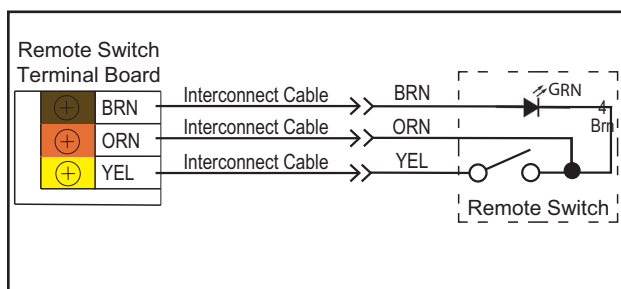 Remote Switch
Terminal Board
BRN Interconnect Cable BRN GRN
4
Brn
ORN Interconnect Cable ORN
YEL Interconnect Cable YEL
Remote Switch